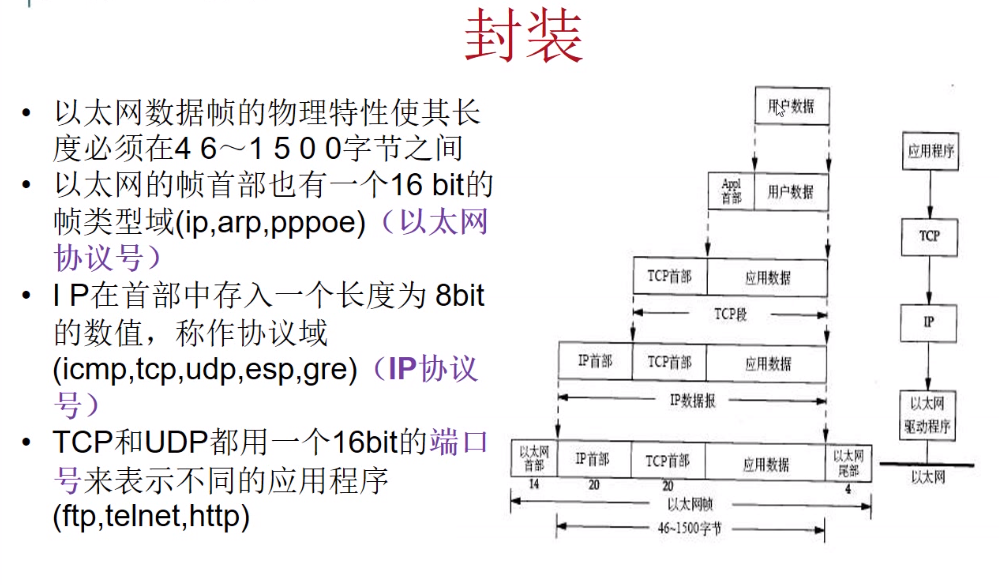 封装
• 以太网数据帧的物理特性使其长
度必须在4 6～1 5 0 0字节之间
• 以太网的帧首部也有一个16 bit的
帧类型域(ip,arp,pppoe)（以太网
协议号）
• I P在首部中存入一个长度为 8bit
的数值，称作协议域
(icmp,tcp,udp,esp,gre)（IP协议
号）
• TCP和UDP都用一个16bit的端口
号来表示不同的应用程序
(ftp,telnet,http)
用户数据
Appl
首部
用户数据
TCP首部
应用数据
TCP段
IP首部
TCP首部
应用数据
IP数据报
以太网
首部
IP首部
TCP首部
应用数据
以太网
尾部
14
20
20
4
以太网帧
46~1500字节
应用程序
TCP
IP
以太网
驱动程序
以太网